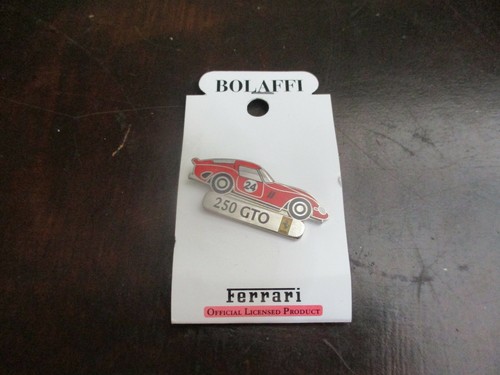 BOLAFFI
24
250 GTO
Ferrari
OFFICIAL LICENSED PRODUCT